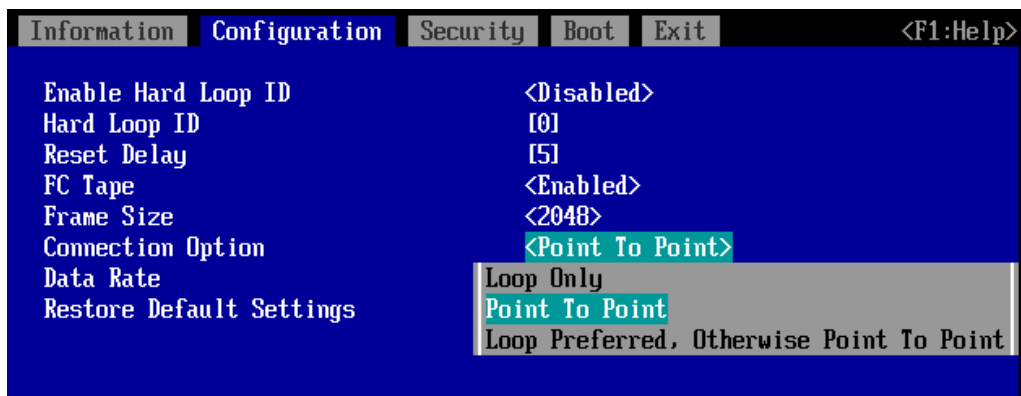 Information Configuration Security Boot Exit <F1:Help>
Enable Hard Loop ID <Disabled>
Hard Loop ID [0]
Reset Delay [5]
FC Tape <Enabled>
Frame Size <2048>
Connection Option <Point To Point>
Data Rate Loop Only
Restore Default Settings Point To Point
Loop Preferred, Otherwise Point To Point